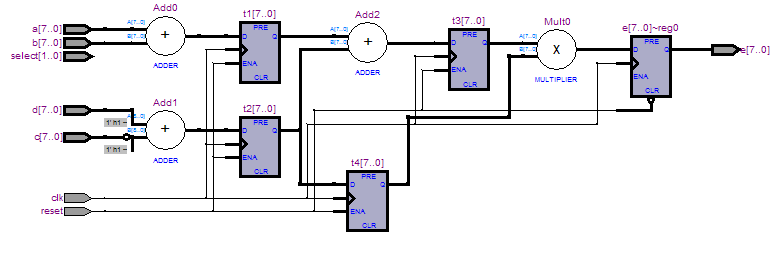 Add0
t1[7..0]
Add2
t3[7..0]
Mult0
e[7..0]~reg0
a[7..0]
b[7..0]
select[1..0]
A[7..0]
B[7..0]
+
ADDER
PRE
D Q
ENA
CLR
A[7..0]
B[7..0]
+
ADDER
PRE
D Q
ENA
CLR
A[7..0]
B[7..0]
X
MULTIPLIER
PRE
D Q
ENA
CLR
e[7..0]
d[7..0]
c[7..0]
1' h1 --
1' h1 --
Add1
A[8..0]
B[8..0]
+
ADDER
t2[7..0]
PRE
D Q
ENA
CLR
t4[7..0]
PRE
D Q
ENA
CLR
clk
reset